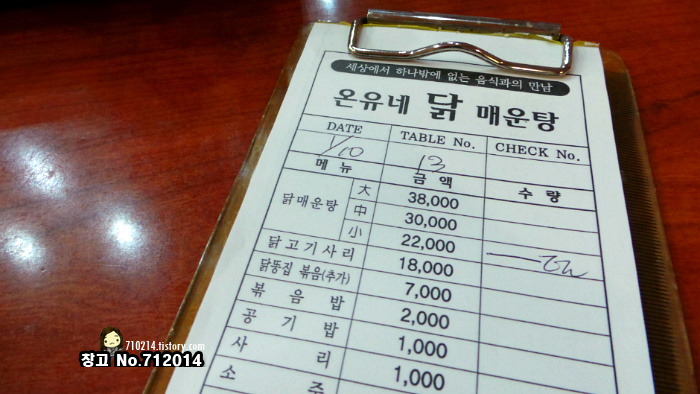 세상에서 하나밖에 없는 음식과의 만남
온유네 닭 매운탕
DATE TABLE No. CHECK No.
1/10 13
메뉴 금액 수량
닭매운탕 大 38,000
中 30,000
小 22,000
닭고기사리 18,000
닭똥집 볶음(추가) 7,000
볶음밥 2,000
공기밥 1,000
사리 1,000
소주
710214.tistory.com
창고 No.712014